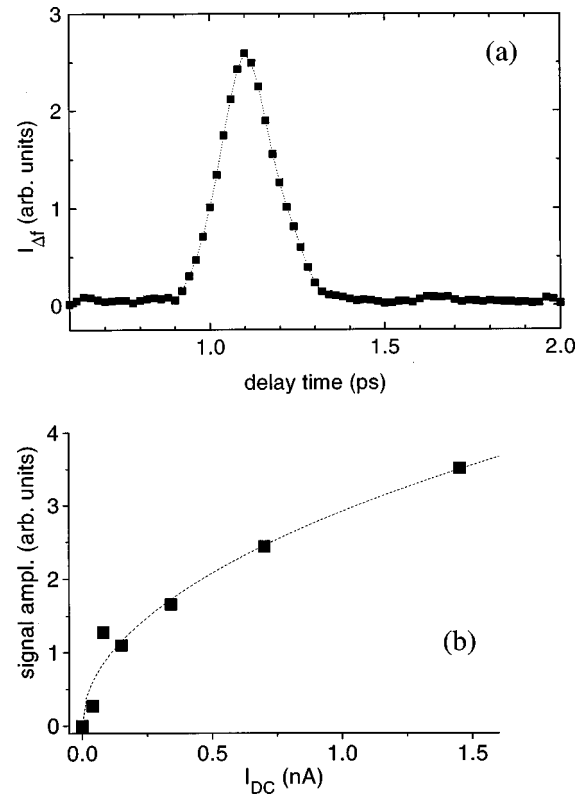 3
(a)
2
1
0
I_Δf (arb. units)
1.0
1.5
2.0
delay time (ps)
4
3
2
1
0
signal ampl. (arb. units)
(b)
0.0
0.5
1.0
1.5
I_DC (nA)